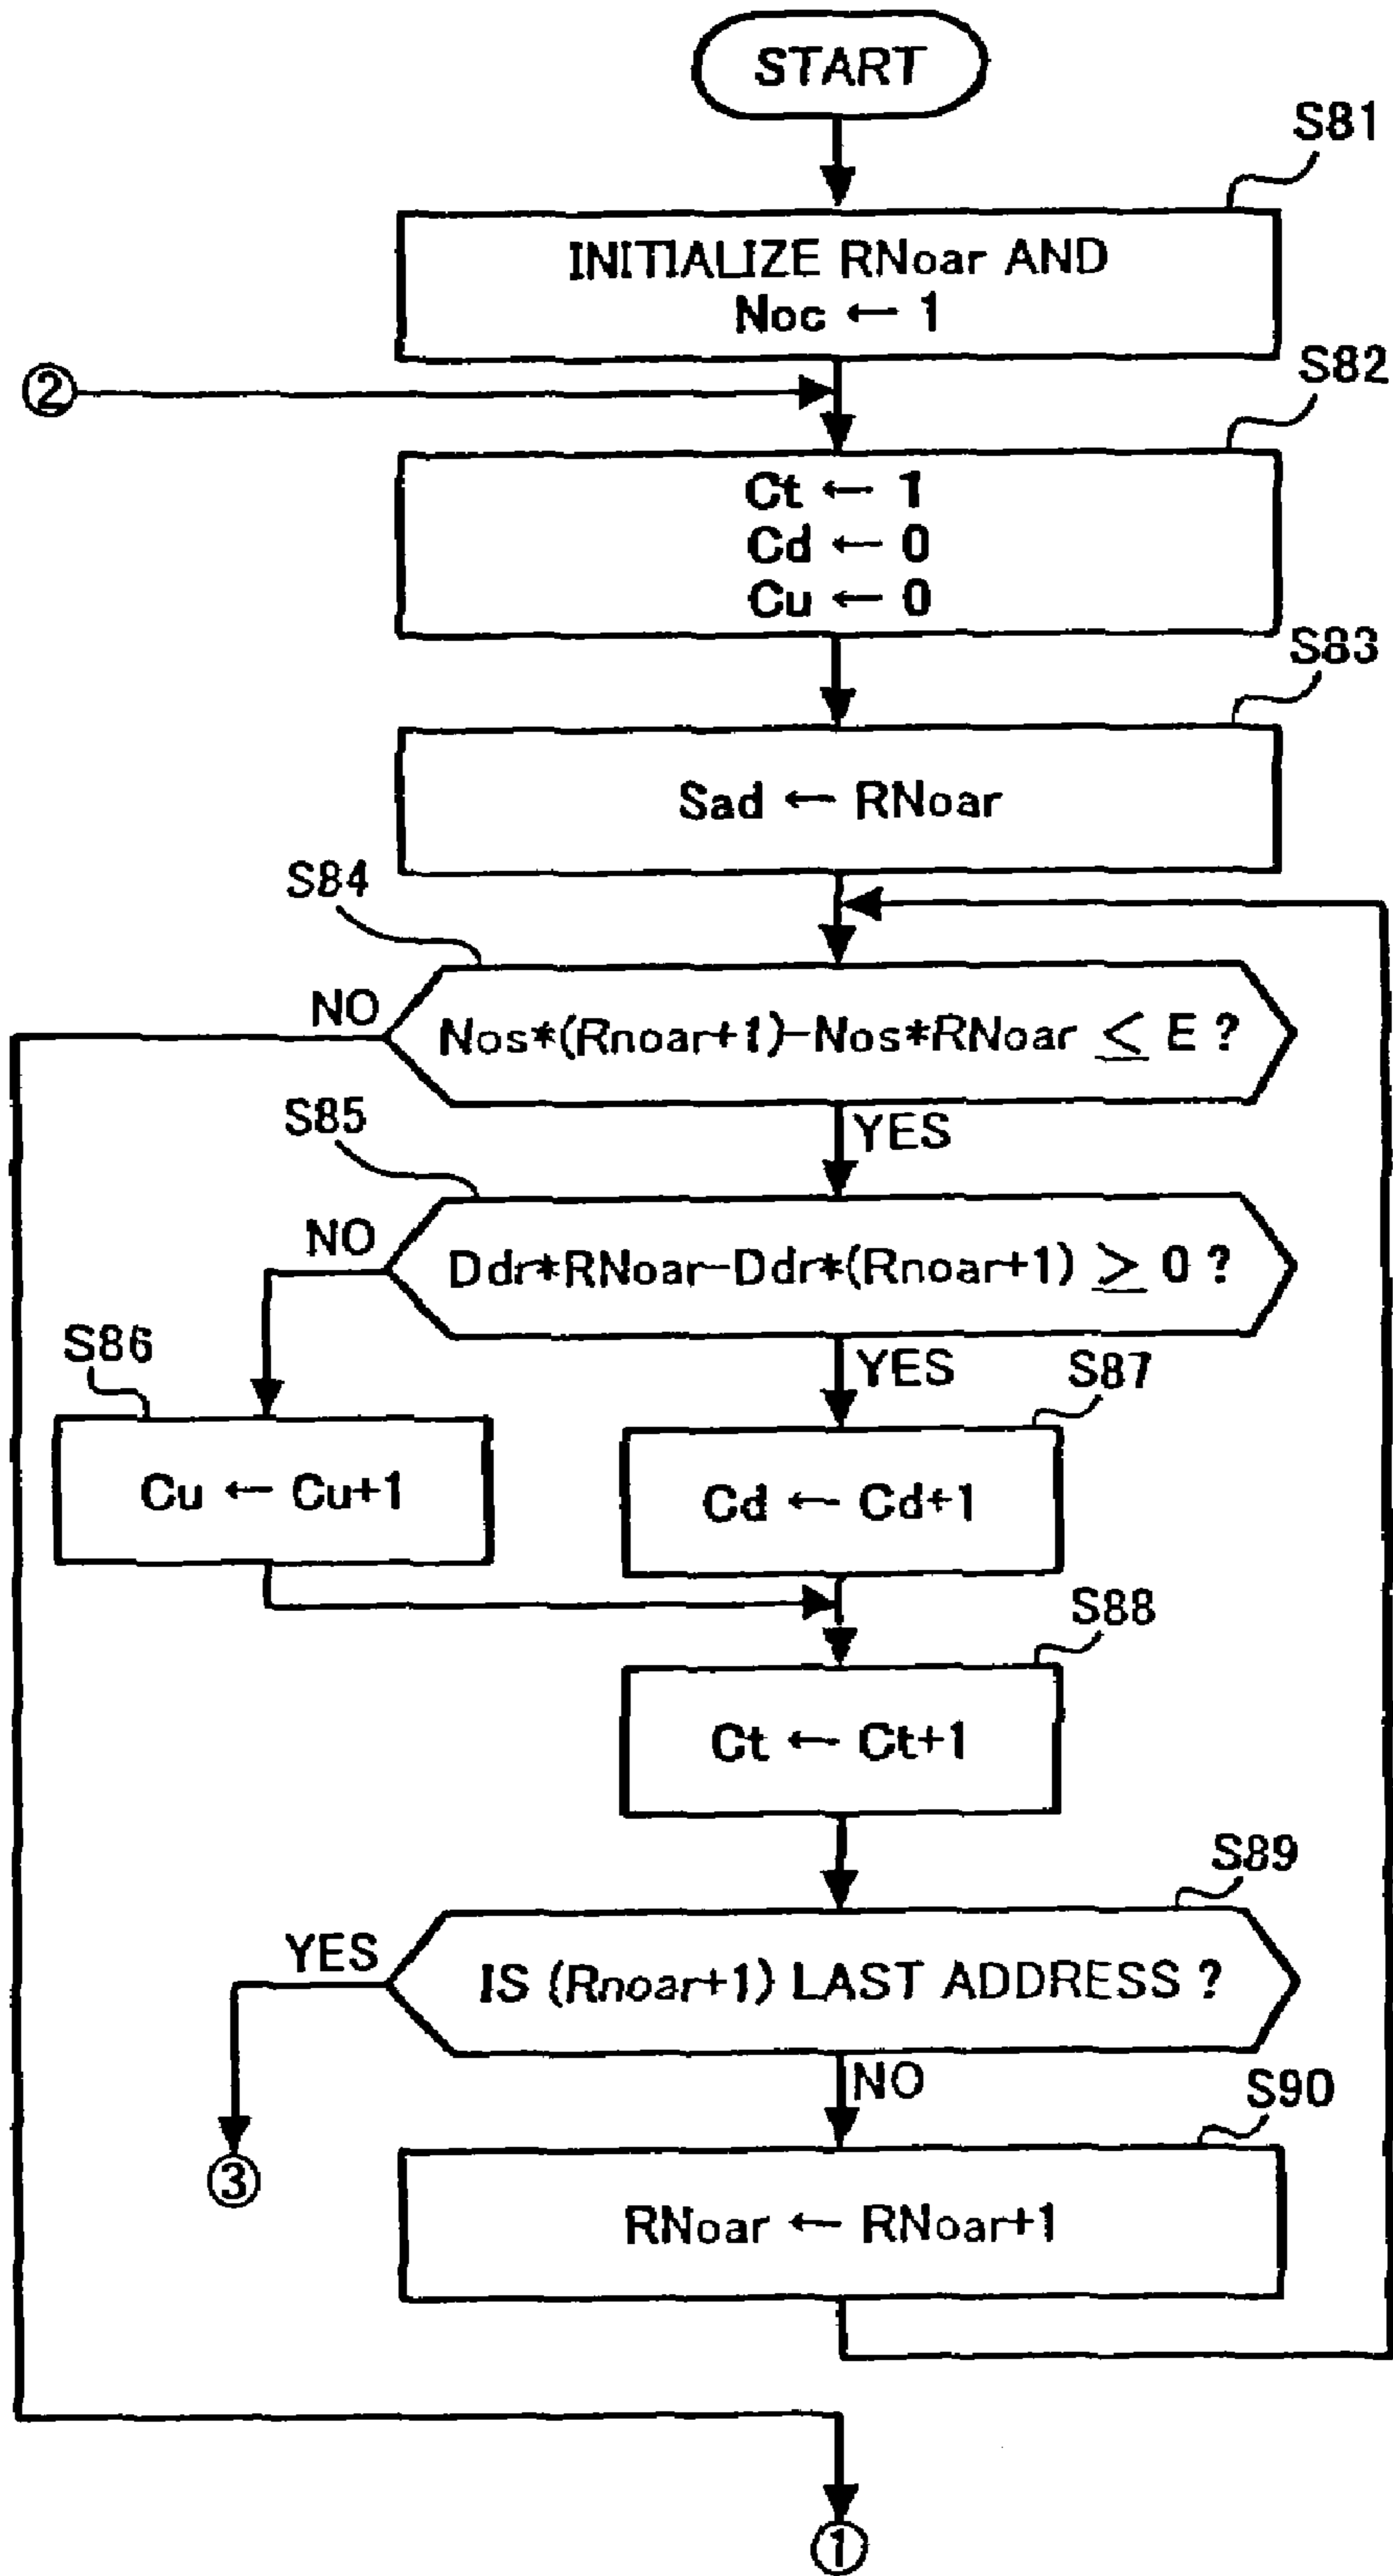 START
S81
INITIALIZE RNoar AND
Noc ← 1
②
S82
Ct ← 1
Cd ← 0
Cu ← 0
S83
Sad ← RNoar
S84
NO
Nos*(Rnoar+1)-Nos*RNoar ≤ E ?
YES
S85
NO
Ddr*RNoar-Ddr*(Rnoar+1) ≥ 0 ?
YES
S86
Cu ← Cu+1
S87
Cd ← Cd+1
S88
Ct ← Ct+1
S89
YES
IS (Rnoar+1) LAST ADDRESS ?
NO
③
S90
RNoar ← RNoar+1
①